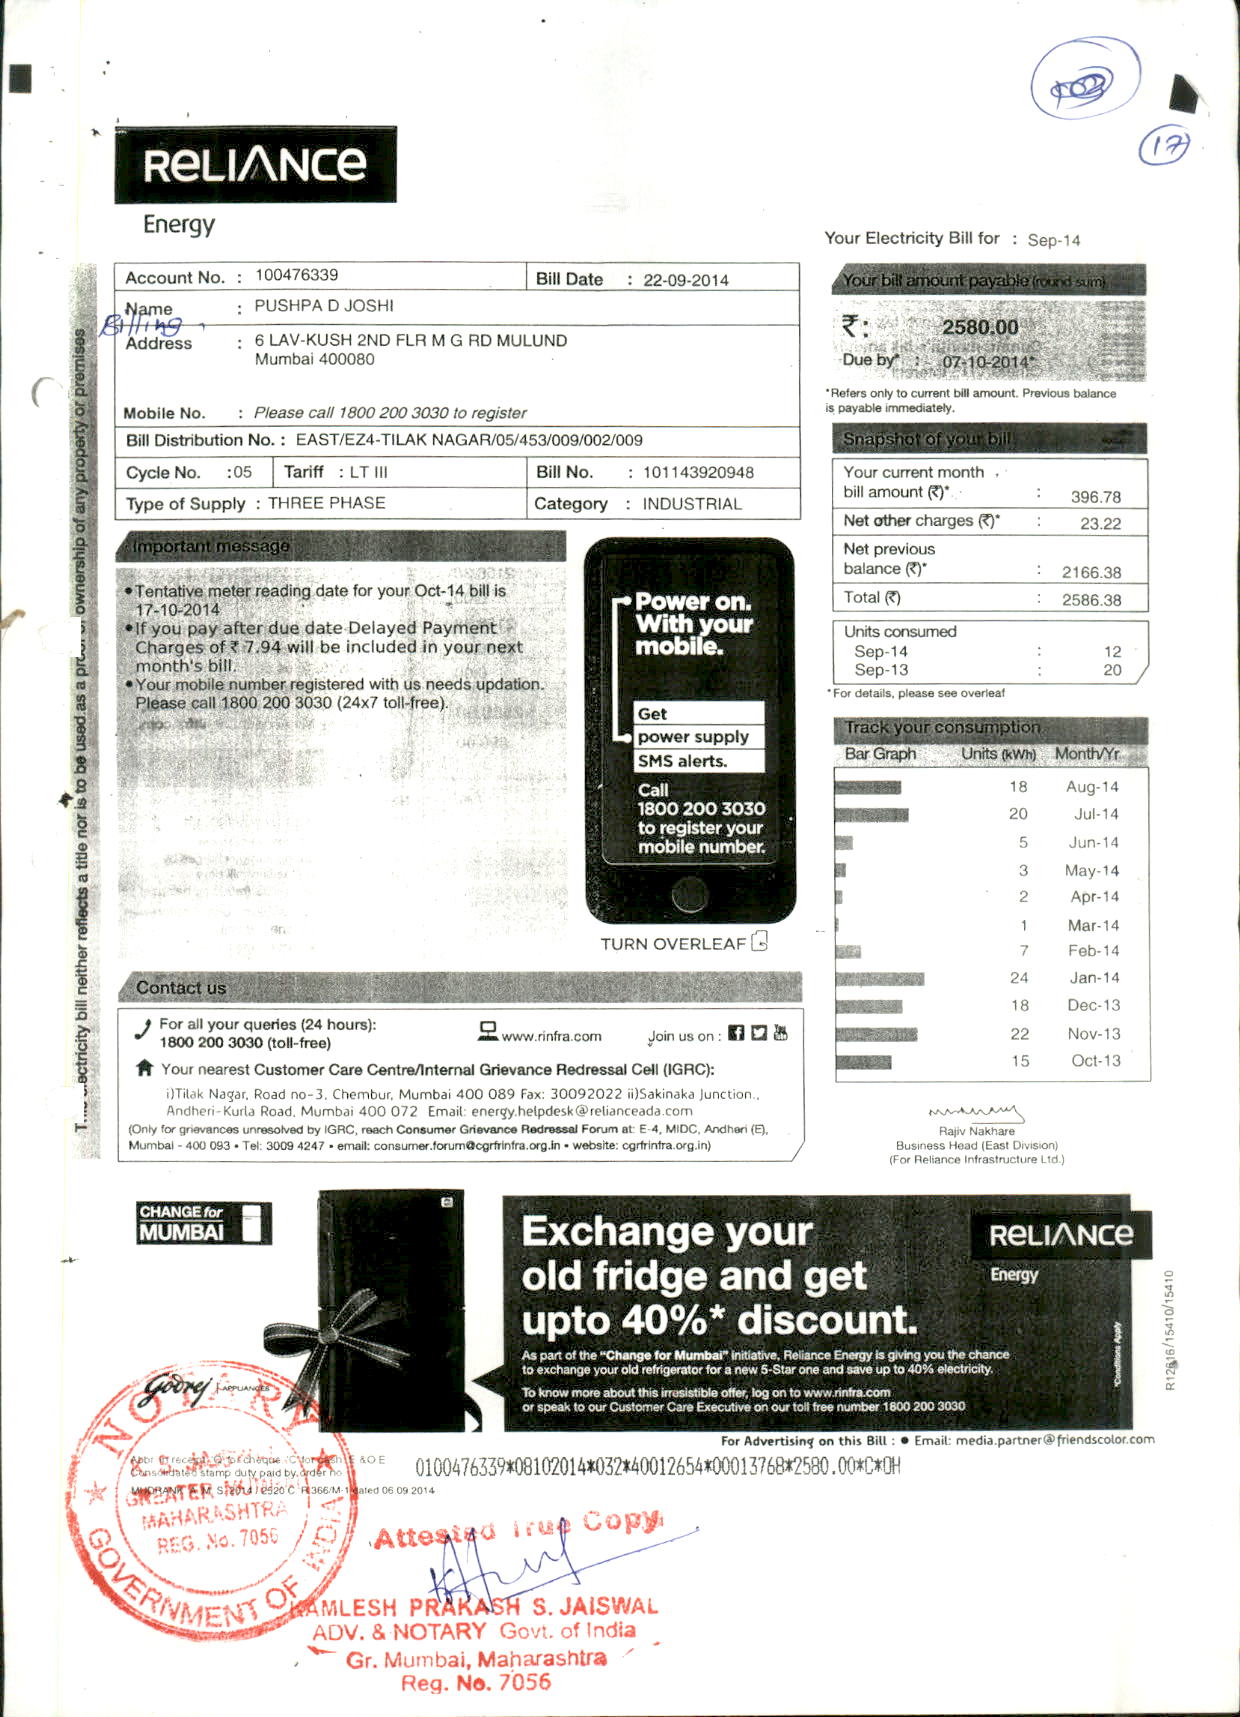 17
RELIANCE
Energy
Your Electricity Bill for : Sep-14
Account No. : 100476339
Bill Date : 22-09-2014
Name : PUSHPA D JOSHI
Billing
Address : 6 LAV-KUSH 2ND FLR M G RD MULUND
Mumbai 400080
Mobile No. : Please call 1800 200 3030 to register
Bill Distribution No. : EAST/EZ4-TILAK NAGAR/05/453/009/002/009
Cycle No. :05 Tariff : LT III Bill No. : 101143920948
Type of Supply : THREE PHASE Category : INDUSTRIAL
Your bill amount payable (round sum)
₹: 2580.00
Due by* : 07-10-2014*
*Refers only to current bill amount. Previous balance
is payable immediately.
Snapshot of your bill
Your current month
bill amount (₹)* : 396.78
Net other charges (₹)* : 23.22
Net previous
balance (₹)* : 2166.38
Total (₹) : 2586.38
Units consumed
Sep-14 : 12
Sep-13 : 20
*For details, please see overleaf
Important message
•Tentative meter reading date for your Oct-14 bill is
17-10-2014
•If you pay after due date Delayed Payment
Charges of ₹ 7.94 will be included in your next
month's bill.
•Your mobile number registered with us needs updation.
Please call 1800 200 3030 (24x7 toll-free).
Power on.
With your
mobile.
Get
power supply
SMS alerts.
Call
1800 200 3030
to register your
mobile number.
TURN OVERLEAF
Track your consumption
Bar Graph Units (kWh) Month/Yr
18 Aug-14
20 Jul-14
5 Jun-14
3 May-14
2 Apr-14
1 Mar-14
7 Feb-14
24 Jan-14
18 Dec-13
22 Nov-13
15 Oct-13
Contact us
For all your queries (24 hours):
1800 200 3030 (toll-free)
www.rinfra.com
Join us on :
Your nearest Customer Care Centre/Internal Grievance Redressal Cell (IGRC):
i)Tilak Nagar, Road no-3, Chembur, Mumbai 400 089 Fax: 30092022 ii)Sakinaka Junction.,
Andheri-Kurla Road, Mumbai 400 072 Email: energy.helpdesk@relianceada.com
(Only for grievances unresolved by IGRC, reach Consumer Grievance Redressal Forum at: E-4, MIDC, Andheri (E),
Mumbai - 400 093 • Tel: 3009 4247 • email: consumer.forum@cgrfrinfra.org.in • website: cgrfrinfra.org.in)
Rajiv Nakhare
Business Head (East Division)
(For Reliance Infrastructure Ltd.)
ectricity bill neither reflects a title nor is to be used as a ownership of any property or premises
CHANGE for
MUMBAI
Godrej APPLIANCES
Exchange your
old fridge and get
upto 40%* discount.
As part of the "Change for Mumbai" initiative, Reliance Energy is giving you the chance
to exchange your old refrigerator for a new 5-Star one and save up to 40% electricity.
To know more about this irresistible offer, log on to www.rinfra.com
or speak to our Customer Care Executive on our toll free number 1800 200 3030
RELIANCE
Energy
*Conditions Apply
For Advertising on this Bill : • Email: media.partner@friendscolor.com
E & O E
Consolidated stamp duty paid by order no
dated 06.09.2014
0100476339*08102014*032*40012654*00013768*2580.00*C*OH
NOTARY
GREATER MUMBAI
MAHARASHTRA
REG. No. 7056
GOVERNMENT OF INDIA
Attested True Copy
KAMLESH PRAKASH S. JAISWAL
ADV. & NOTARY Govt. of India
Gr. Mumbai, Maharashtra
Reg. No. 7056